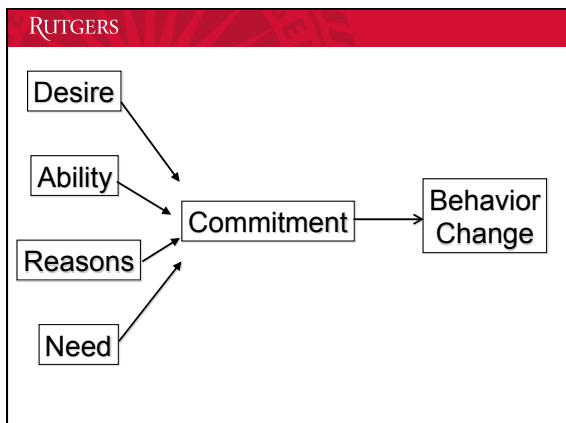 RUTGERS
Desire
Ability
Commitment
Behavior
Change
Reasons
Need